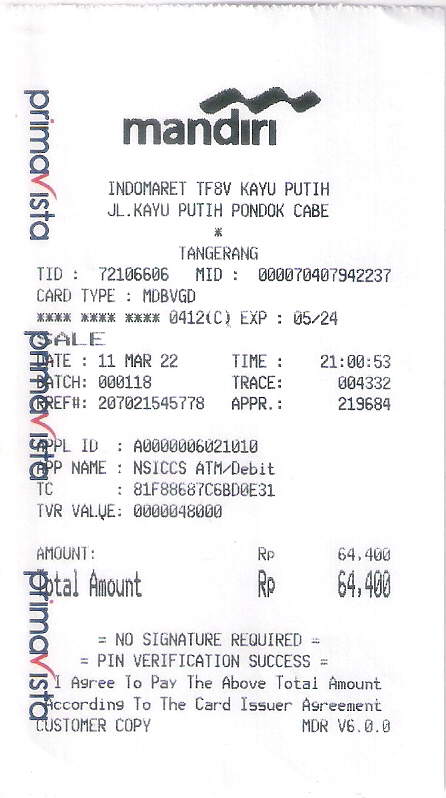 mandiri
INDOMARET TF8V KAYU PUTIH
JL.KAYU PUTIH PONDOK CABE
*
TANGERANG
TID : 72106606 MID : 000070407942237
CARD TYPE : MDBVGD
**** **** **** 0412(C) EXP : 05/24
SALE
DATE : 11 MAR 22 TIME : 21:00:53
BATCH: 000118 TRACE: 004332
RREF#: 207021545778 APPR.: 219684
APPL ID : A0000006021010
APP NAME : NSICCS ATM/Debit
TC : 81F88687C6BD0E31
TVR VALUE: 0000048000
AMOUNT: Rp 64.400
Total Amount Rp 64,400
= NO SIGNATURE REQUIRED =
= PIN VERIFICATION SUCCESS =
I Agree To Pay The Above Total Amount
According To The Card Issuer Agreement
CUSTOMER COPY MDR V6.0.0
primavista
primavista
primavista